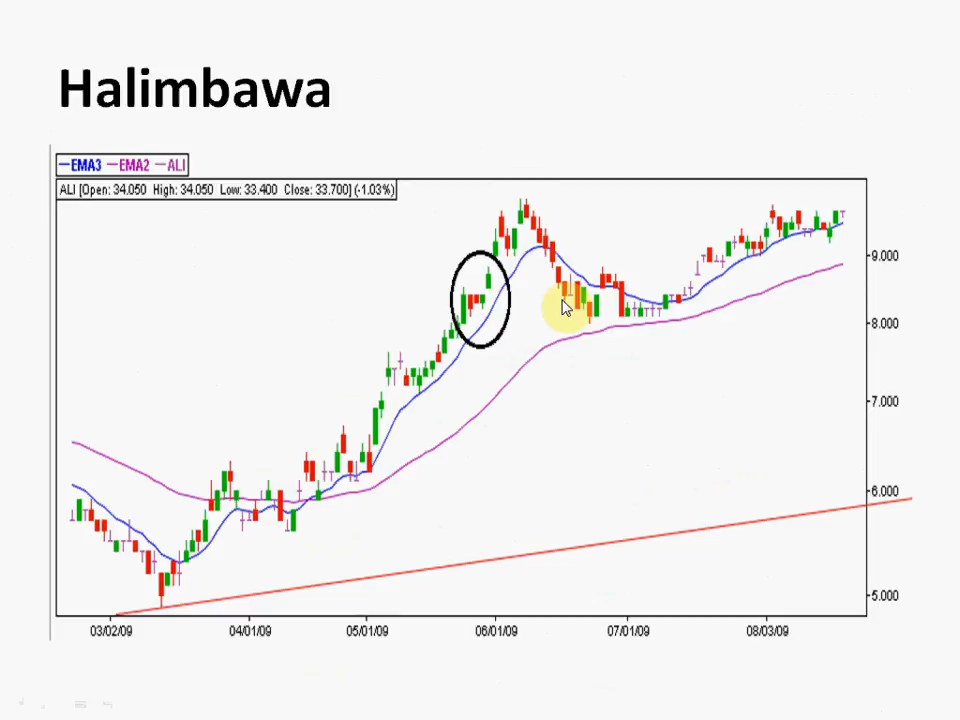 Halimbawa
EMA3 EMA2 ALI
ALI [Open: 34.050 High: 34.050 Low: 33.400 Close: 33.700] (-1.03%)
9.000
8.000
7.000
6.000
5.000
03/02/09 04/01/09 05/01/09 06/01/09 07/01/09 08/03/09